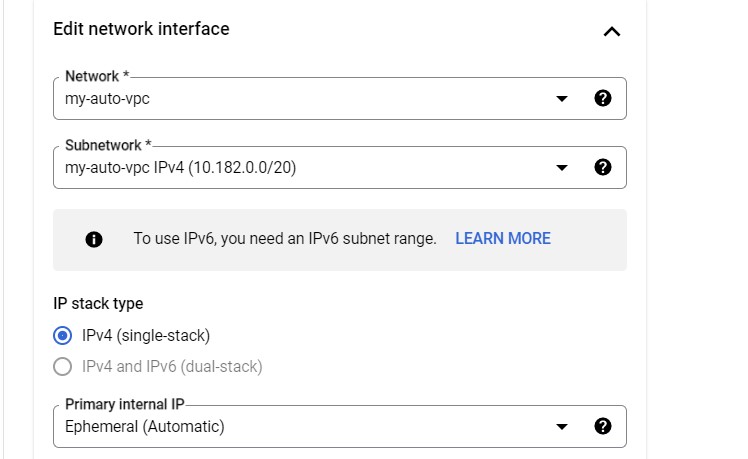 Edit network interface
Network *
my-auto-vpc
Subnetwork *
my-auto-vpc IPv4 (10.182.0.0/20)
To use IPv6, you need an IPv6 subnet range. LEARN MORE
IP stack type
IPv4 (single-stack)
IPv4 and IPv6 (dual-stack)
Primary internal IP
Ephemeral (Automatic)